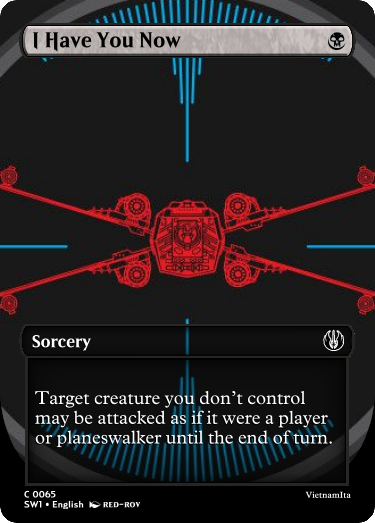 I Have You Now
Sorcery
Target creature you don't control
may be attacked as if it were a player
or planeswalker until the end of turn.
C 0065
SW1 • English RED-ROY
VietnamIta